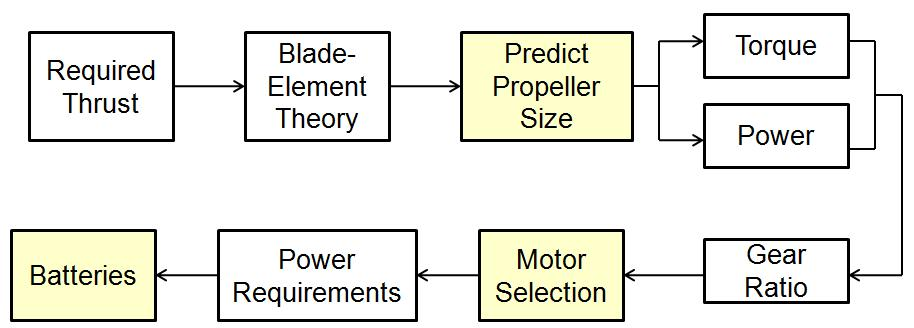 Required
Thrust
Blade-
Element
Theory
Predict
Propeller
Size
Torque
Power
Gear
Ratio
Motor
Selection
Power
Requirements
Batteries